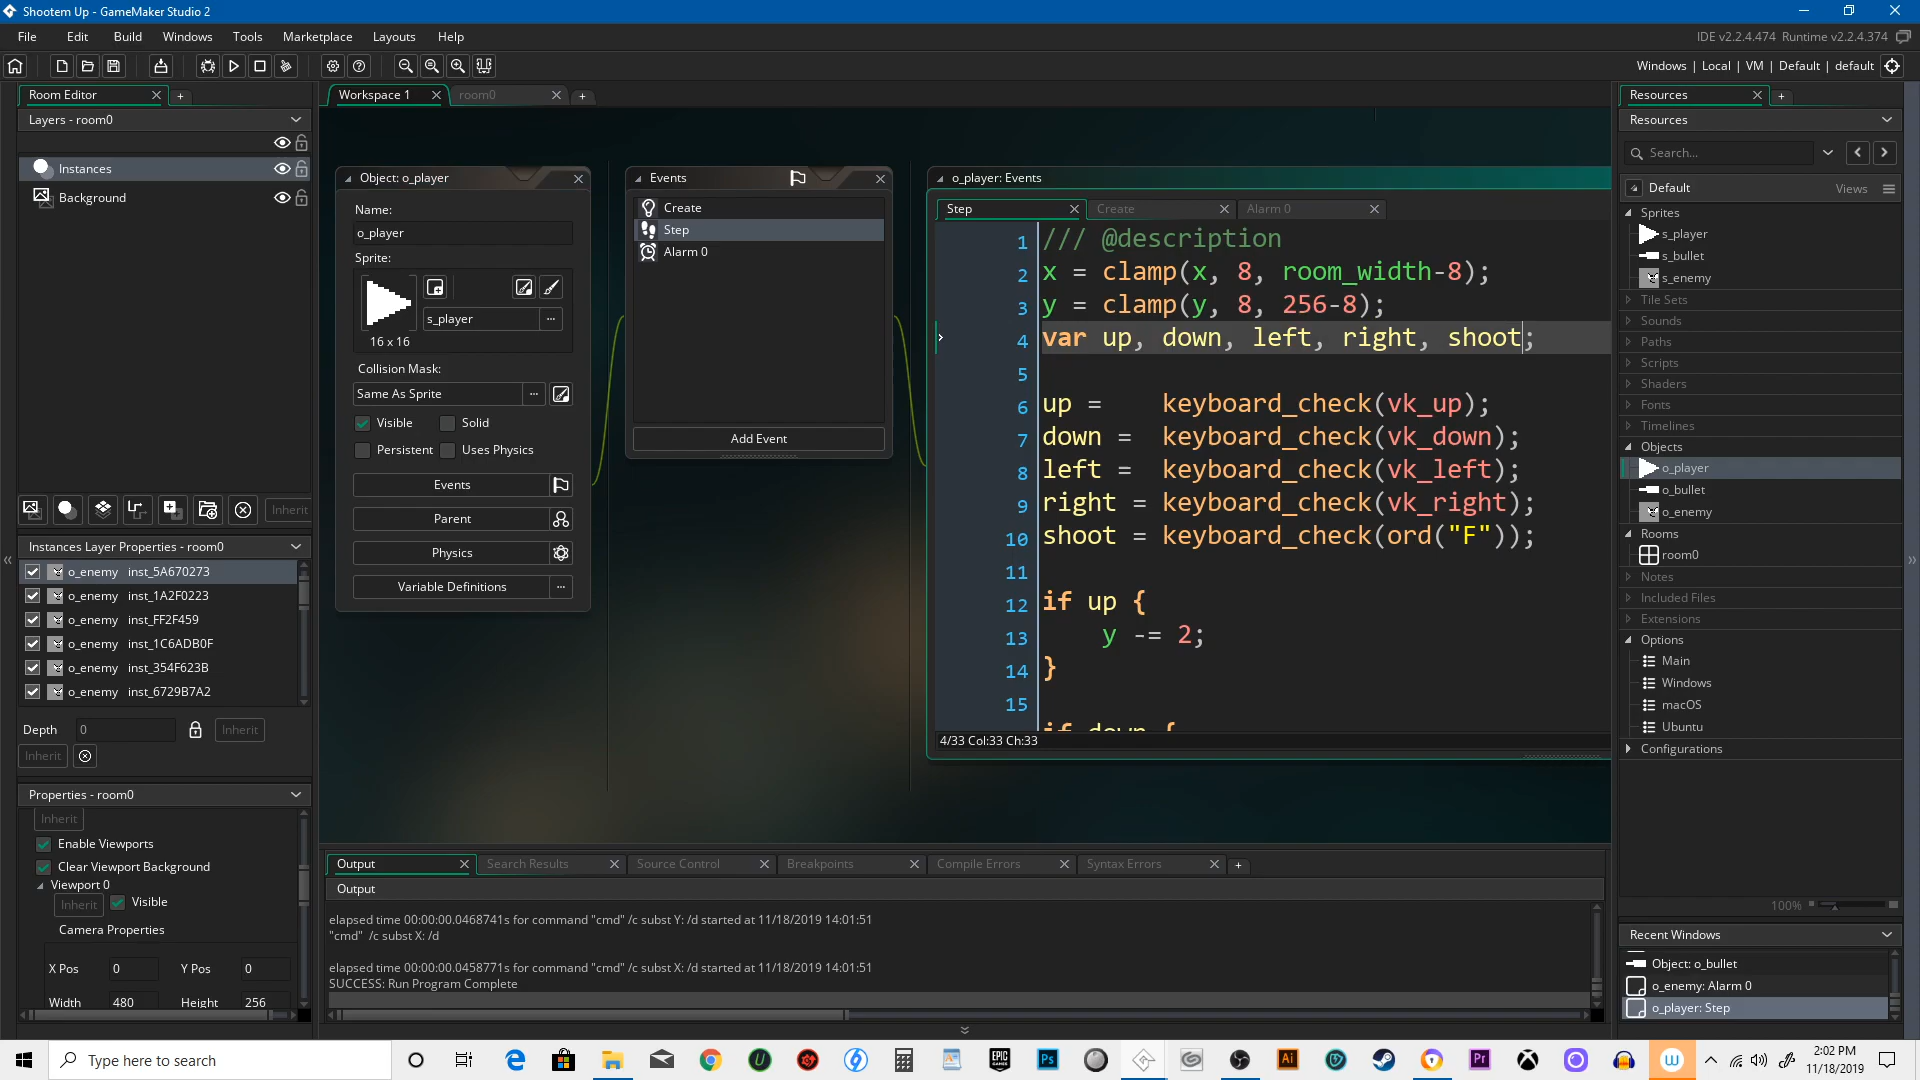 Shootem Up - GameMaker Studio 2
File Edit Build Windows Tools Marketplace Layouts Help
IDE v2.2.4.474 Runtime v2.2.4.374
Windows | Local | VM | Default | default
Room Editor
Layers - room0
Instances
Background
Inherit
Instances Layer Properties - room0
o_enemy inst_5A670273
o_enemy inst_1A2F0223
o_enemy inst_FF2F459
o_enemy inst_1C6ADB0F
o_enemy inst_354F623B
o_enemy inst_6729B7A2
Depth 0 Inherit
Inherit
Properties - room0
Inherit
Enable Viewports
Clear Viewport Background
Viewport 0
Inherit Visible
Camera Properties
X Pos 0 Y Pos 0
Width 480 Height 256
Workspace 1 room0
Object: o_player
Name:
o_player
Sprite:
s_player
16 x 16
Collision Mask:
Same As Sprite
Visible Solid
Persistent Uses Physics
Events
Parent
Physics
Variable Definitions
Events
Create
Step
Alarm 0
Add Event
o_player: Events
Step Create Alarm 0
1 /// @description
2 x = clamp(x, 8, room_width-8);
3 y = clamp(y, 8, 256-8);
4 var up, down, left, right, shoot;
5
6 up = keyboard_check(vk_up);
7 down = keyboard_check(vk_down);
8 left = keyboard_check(vk_left);
9 right = keyboard_check(vk_right);
10 shoot = keyboard_check(ord("F"));
11
12 if up {
13 y -= 2;
14 }
15
if down {
4/33 Col:33 Ch:33
Output Search Results Source Control Breakpoints Compile Errors Syntax Errors
Output
elapsed time 00:00:00.0468741s for command "cmd" /c subst Y: /d started at 11/18/2019 14:01:51
"cmd" /c subst X: /d
elapsed time 00:00:00.0458771s for command "cmd" /c subst X: /d started at 11/18/2019 14:01:51
SUCCESS: Run Program Complete
Resources
Resources
Search...
Default Views
Sprites
s_player
s_bullet
s_enemy
Tile Sets
Sounds
Paths
Scripts
Shaders
Fonts
Timelines
Objects
o_player
o_bullet
o_enemy
Rooms
room0
Notes
Included Files
Extensions
Options
Main
Windows
macOS
Ubuntu
Configurations
100%
Recent Windows
Object: o_bullet
o_enemy: Alarm 0
o_player: Step
Type here to search
2:02 PM
11/18/2019